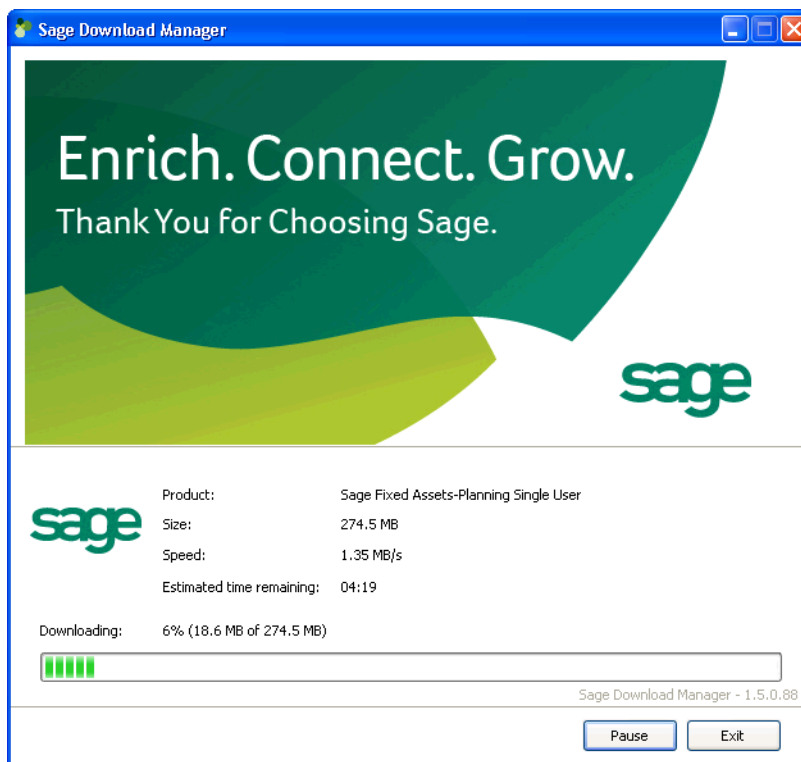 Sage Download Manager
Enrich. Connect. Grow.
Thank You for Choosing Sage.
sage
sage
Product: Sage Fixed Assets-Planning Single User
Size: 274.5 MB
Speed: 1.35 MB/s
Estimated time remaining: 04:19
Downloading: 6% (18.6 MB of 274.5 MB)
Sage Download Manager - 1.5.0.88
Pause Exit